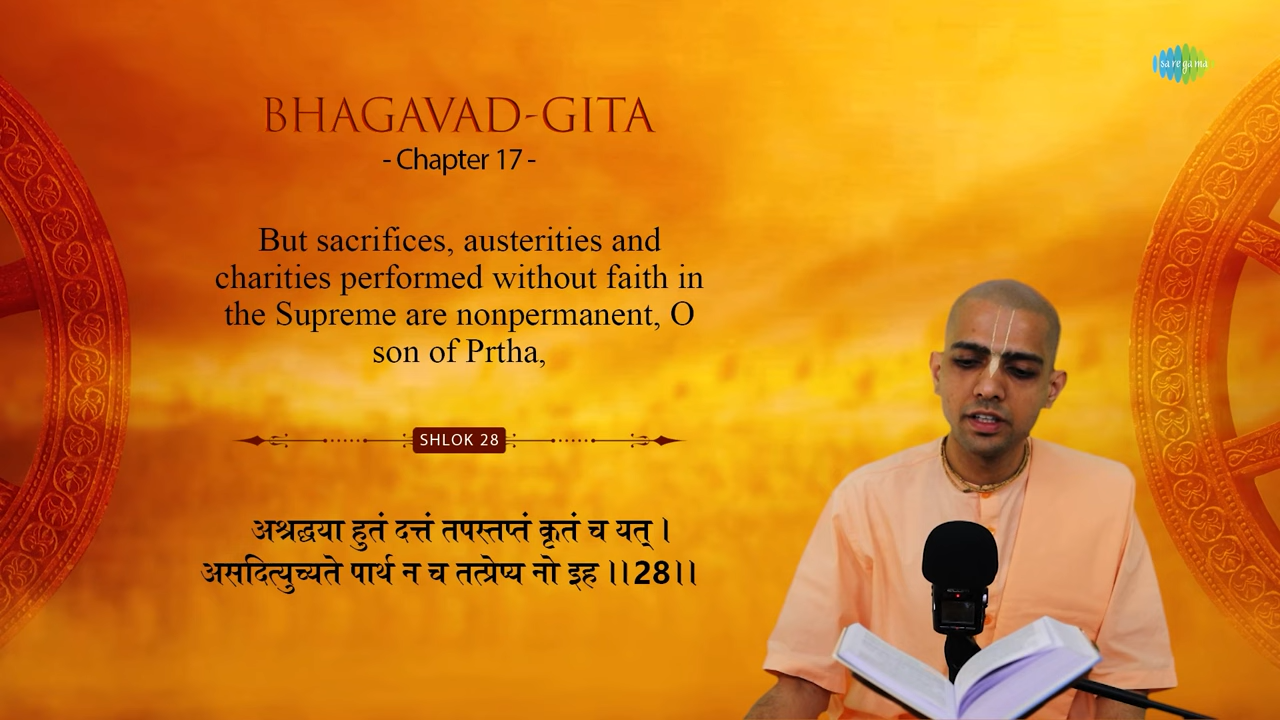 saregama
BHAGAVAD-GITA
- Chapter 17 -
But sacrifices, austerities and
charities performed without faith in
the Supreme are nonpermanent, O
son of Prtha,
SHLOK 28
अश्रद्धया हुतं दत्तं तपस्तप्तं कृतं च यत् ।
असदित्युच्यते पार्थ न च तत्प्रेप्य नो इह ।।28।।